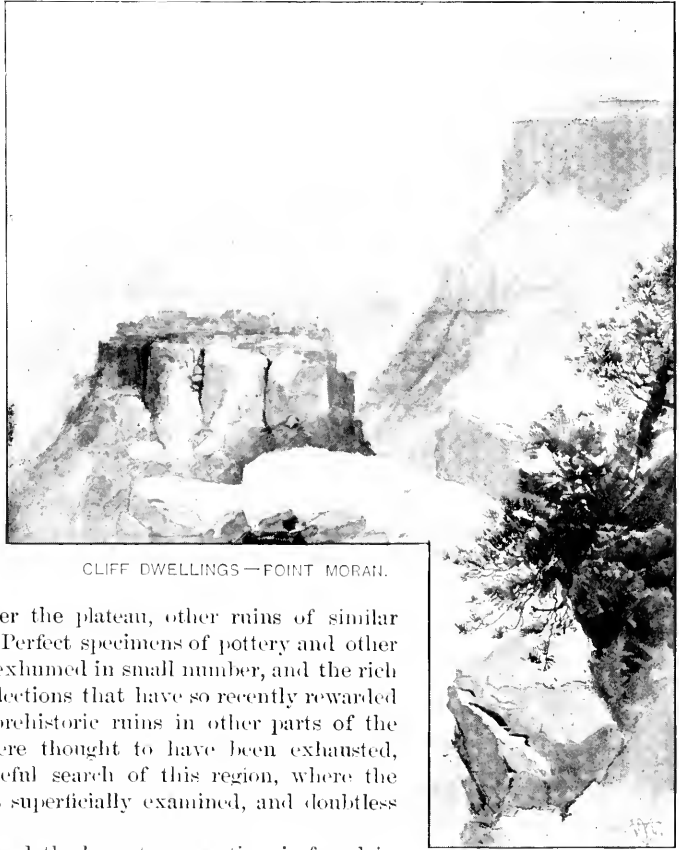 CLIFF DWELLINGS—POINT MORAN.
er the plateau, other ruins of similar
Perfect specimens of pottery and other
exhumed in small number, and the rich
lections that have so recently rewarded
prehistoric ruins in other parts of the
ere thought to have been exhausted,
eful search of this region, where the
superficially examined, and doubtless